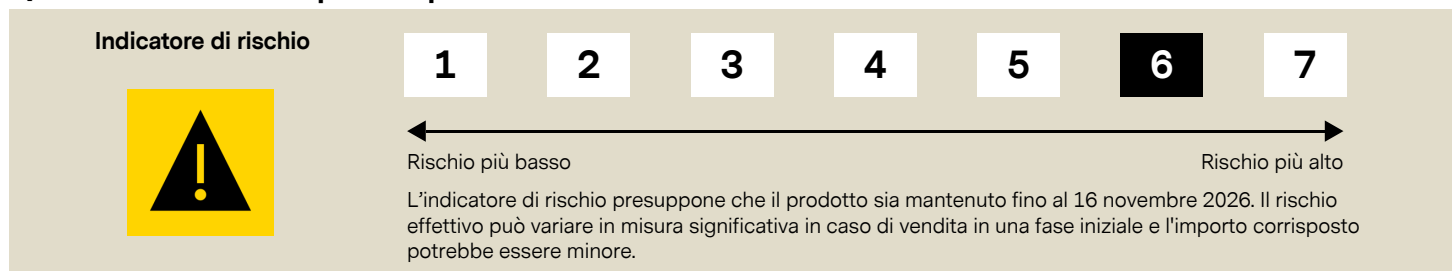 Indicatore di rischio
1 2 3 4 5 6 7
Rischio più basso Rischio più alto
L'indicatore di rischio presuppone che il prodotto sia mantenuto fino al 16 novembre 2026. Il rischio
effettivo può variare in misura significativa in caso di vendita in una fase iniziale e l'importo corrisposto
potrebbe essere minore.